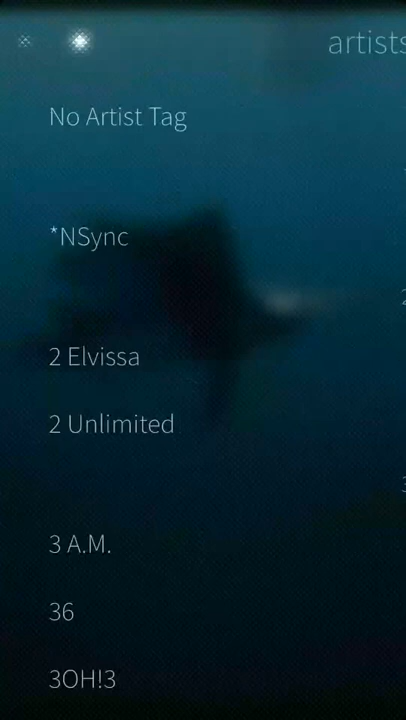 artists
No Artist Tag
*NSync
2 Elvissa
2 Unlimited
3 A.M.
36
3OH!3